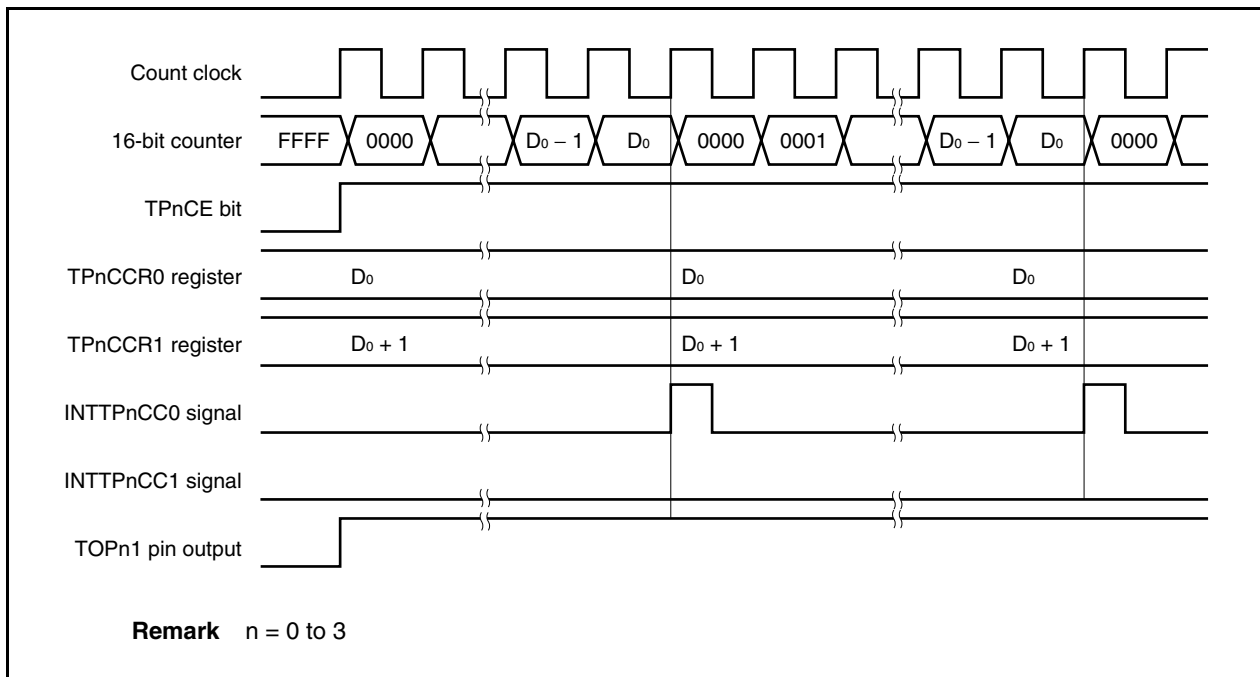 Count clock
16-bit counter FFFF 0000 D₀ − 1 D₀ 0000 0001 D₀ − 1 D₀ 0000
TPnCE bit
TPnCCR0 register D₀ D₀ D₀
TPnCCR1 register D₀ + 1 D₀ + 1 D₀ + 1
INTTPnCC0 signal
INTTPnCC1 signal
TOPn1 pin output
Remark n = 0 to 3